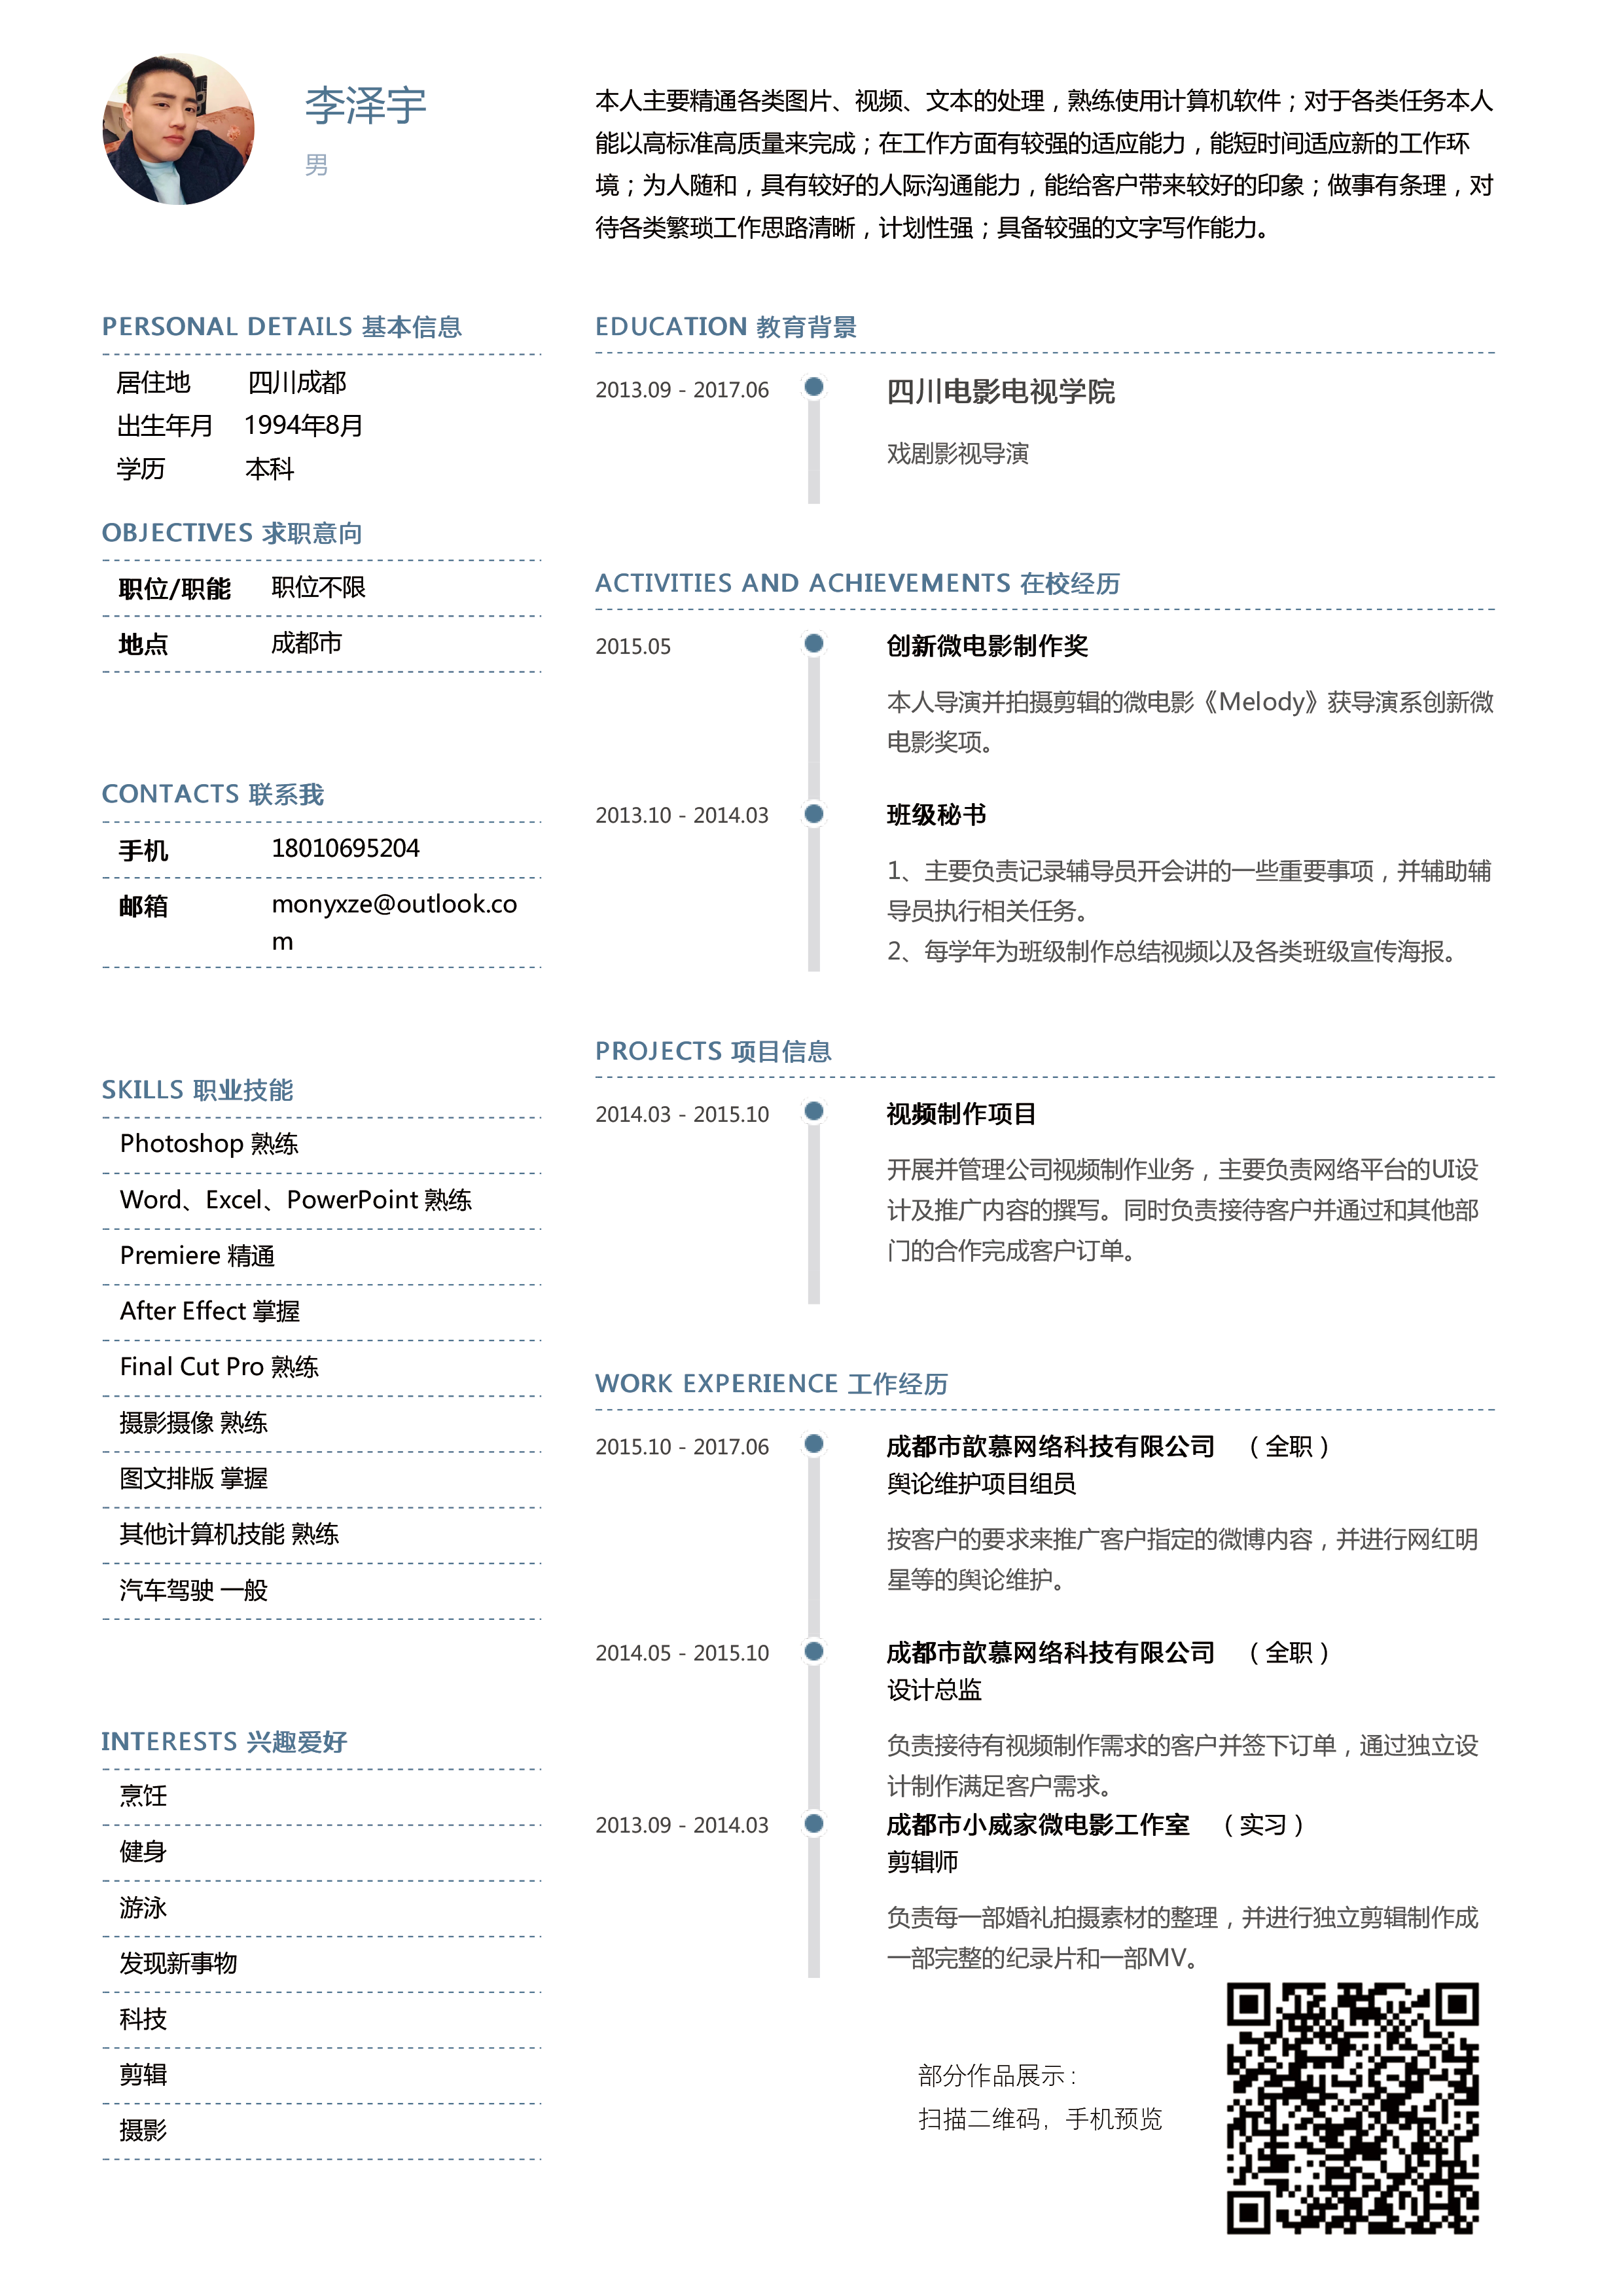 李泽宇
男
本人主要精通各类图片、视频、文本的处理，熟练使用计算机软件；对于各类任务本人
能以高标准高质量来完成；在工作方面有较强的适应能力，能短时间适应新的工作环
境；为人随和，具有较好的人际沟通能力，能给客户带来较好的印象；做事有条理，对
待各类繁琐工作思路清晰，计划性强；具备较强的文字写作能力。
PERSONAL DETAILS 基本信息
居住地 四川成都
出生年月 1994年8月
学历 本科
OBJECTIVES 求职意向
职位/职能 职位不限
地点 成都市
CONTACTS 联系我
手机 18010695204
邮箱 monyxze@outlook.co
m
SKILLS 职业技能
Photoshop 熟练
Word、Excel、PowerPoint 熟练
Premiere 精通
After Effect 掌握
Final Cut Pro 熟练
摄影摄像 熟练
图文排版 掌握
其他计算机技能 熟练
汽车驾驶 一般
INTERESTS 兴趣爱好
烹饪
健身
游泳
发现新事物
科技
剪辑
摄影
EDUCATION 教育背景
2013.09 - 2017.06 四川电影电视学院
戏剧影视导演
ACTIVITIES AND ACHIEVEMENTS 在校经历
2015.05 创新微电影制作奖
本人导演并拍摄剪辑的微电影《Melody》获导演系创新微
电影奖项。
2013.10 - 2014.03 班级秘书
1、主要负责记录辅导员开会讲的一些重要事项，并辅助辅
导员执行相关任务。
2、每学年为班级制作总结视频以及各类班级宣传海报。
PROJECTS 项目信息
2014.03 - 2015.10 视频制作项目
开展并管理公司视频制作业务，主要负责网络平台的UI设
计及推广内容的撰写。同时负责接待客户并通过和其他部
门的合作完成客户订单。
WORK EXPERIENCE 工作经历
2015.10 - 2017.06 成都市歆慕网络科技有限公司 （全职）
舆论维护项目组员
按客户的要求来推广客户指定的微博内容，并进行网红明
星等的舆论维护。
2014.05 - 2015.10 成都市歆慕网络科技有限公司 （全职）
设计总监
负责接待有视频制作需求的客户并签下订单，通过独立设
计制作满足客户需求。
2013.09 - 2014.03 成都市小威家微电影工作室 （实习）
剪辑师
负责每一部婚礼拍摄素材的整理，并进行独立剪辑制作成
一部完整的纪录片和一部MV。
部分作品展示：
扫描二维码，手机预览